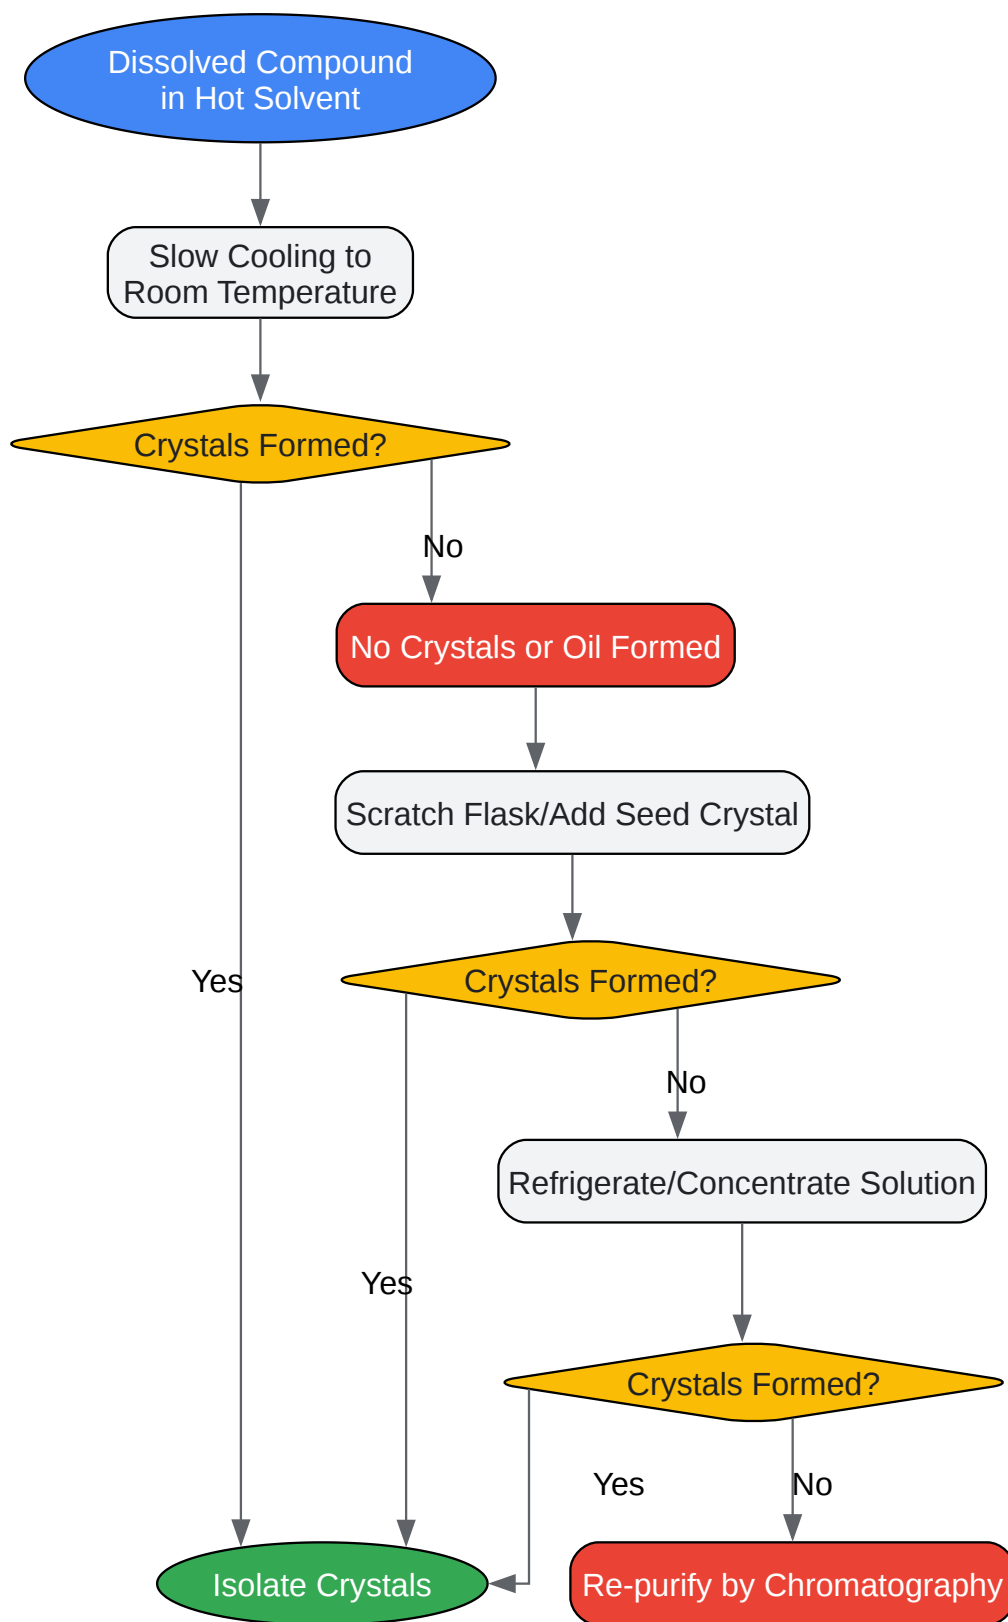 Dissolved Compound
in Hot Solvent
Slow Cooling to
Room Temperature
Crystals Formed?
No
No Crystals or Oil Formed
Scratch Flask/Add Seed Crystal
Yes
Crystals Formed?
No
Refrigerate/Concentrate Solution
Yes
Crystals Formed?
Yes
No
Isolate Crystals
Re-purify by Chromatography